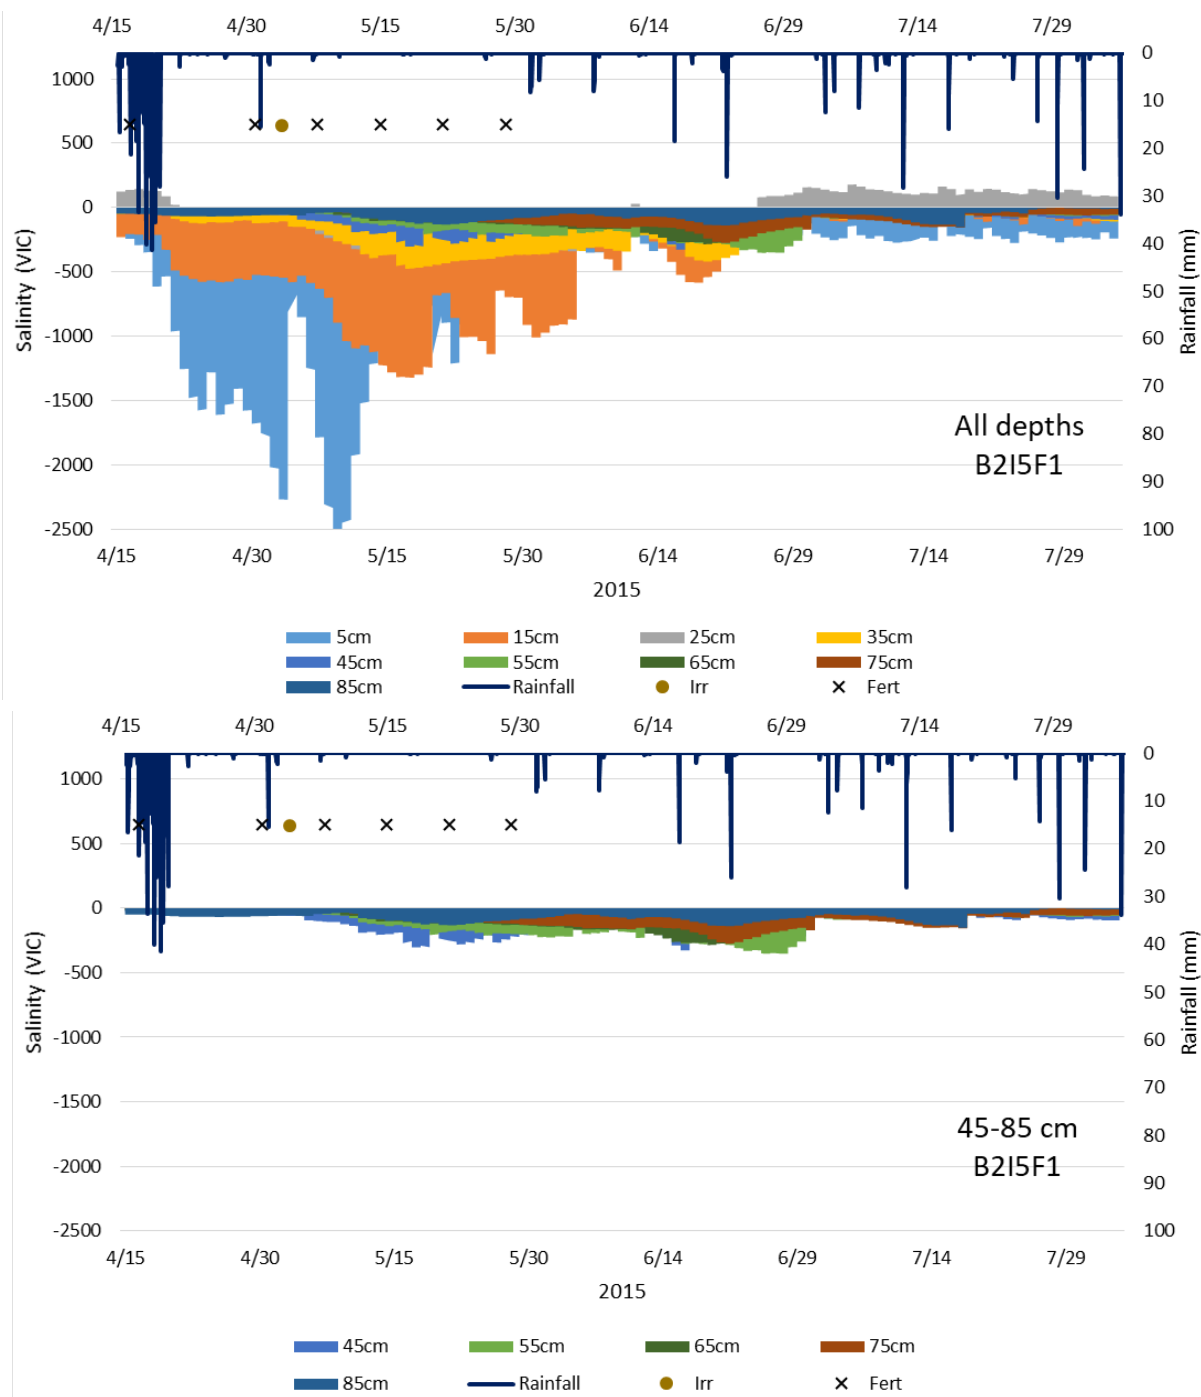 4/15 4/30 5/15 5/30 6/14 6/29 7/14 7/29
1000
500
0
-500
-1000
-1500
-2000
-2500
Salinity (VIC)
0
10
20
30
40
50
60
70
80
90
100
Rainfall (mm)
All depths
B2I5F1
4/15 4/30 5/15 5/30 6/14 6/29 7/14 7/29
2015
5cm 15cm 25cm 35cm
45cm 55cm 65cm 75cm
85cm Rainfall Irr Fert
4/15 4/30 5/15 5/30 6/14 6/29 7/14 7/29
1000
500
0
-500
-1000
-1500
-2000
-2500
Salinity (VIC)
0
10
20
30
40
50
60
70
80
90
100
Rainfall (mm)
45-85 cm
B2I5F1
4/15 4/30 5/15 5/30 6/14 6/29 7/14 7/29
2015
45cm 55cm 65cm 75cm
85cm Rainfall Irr Fert